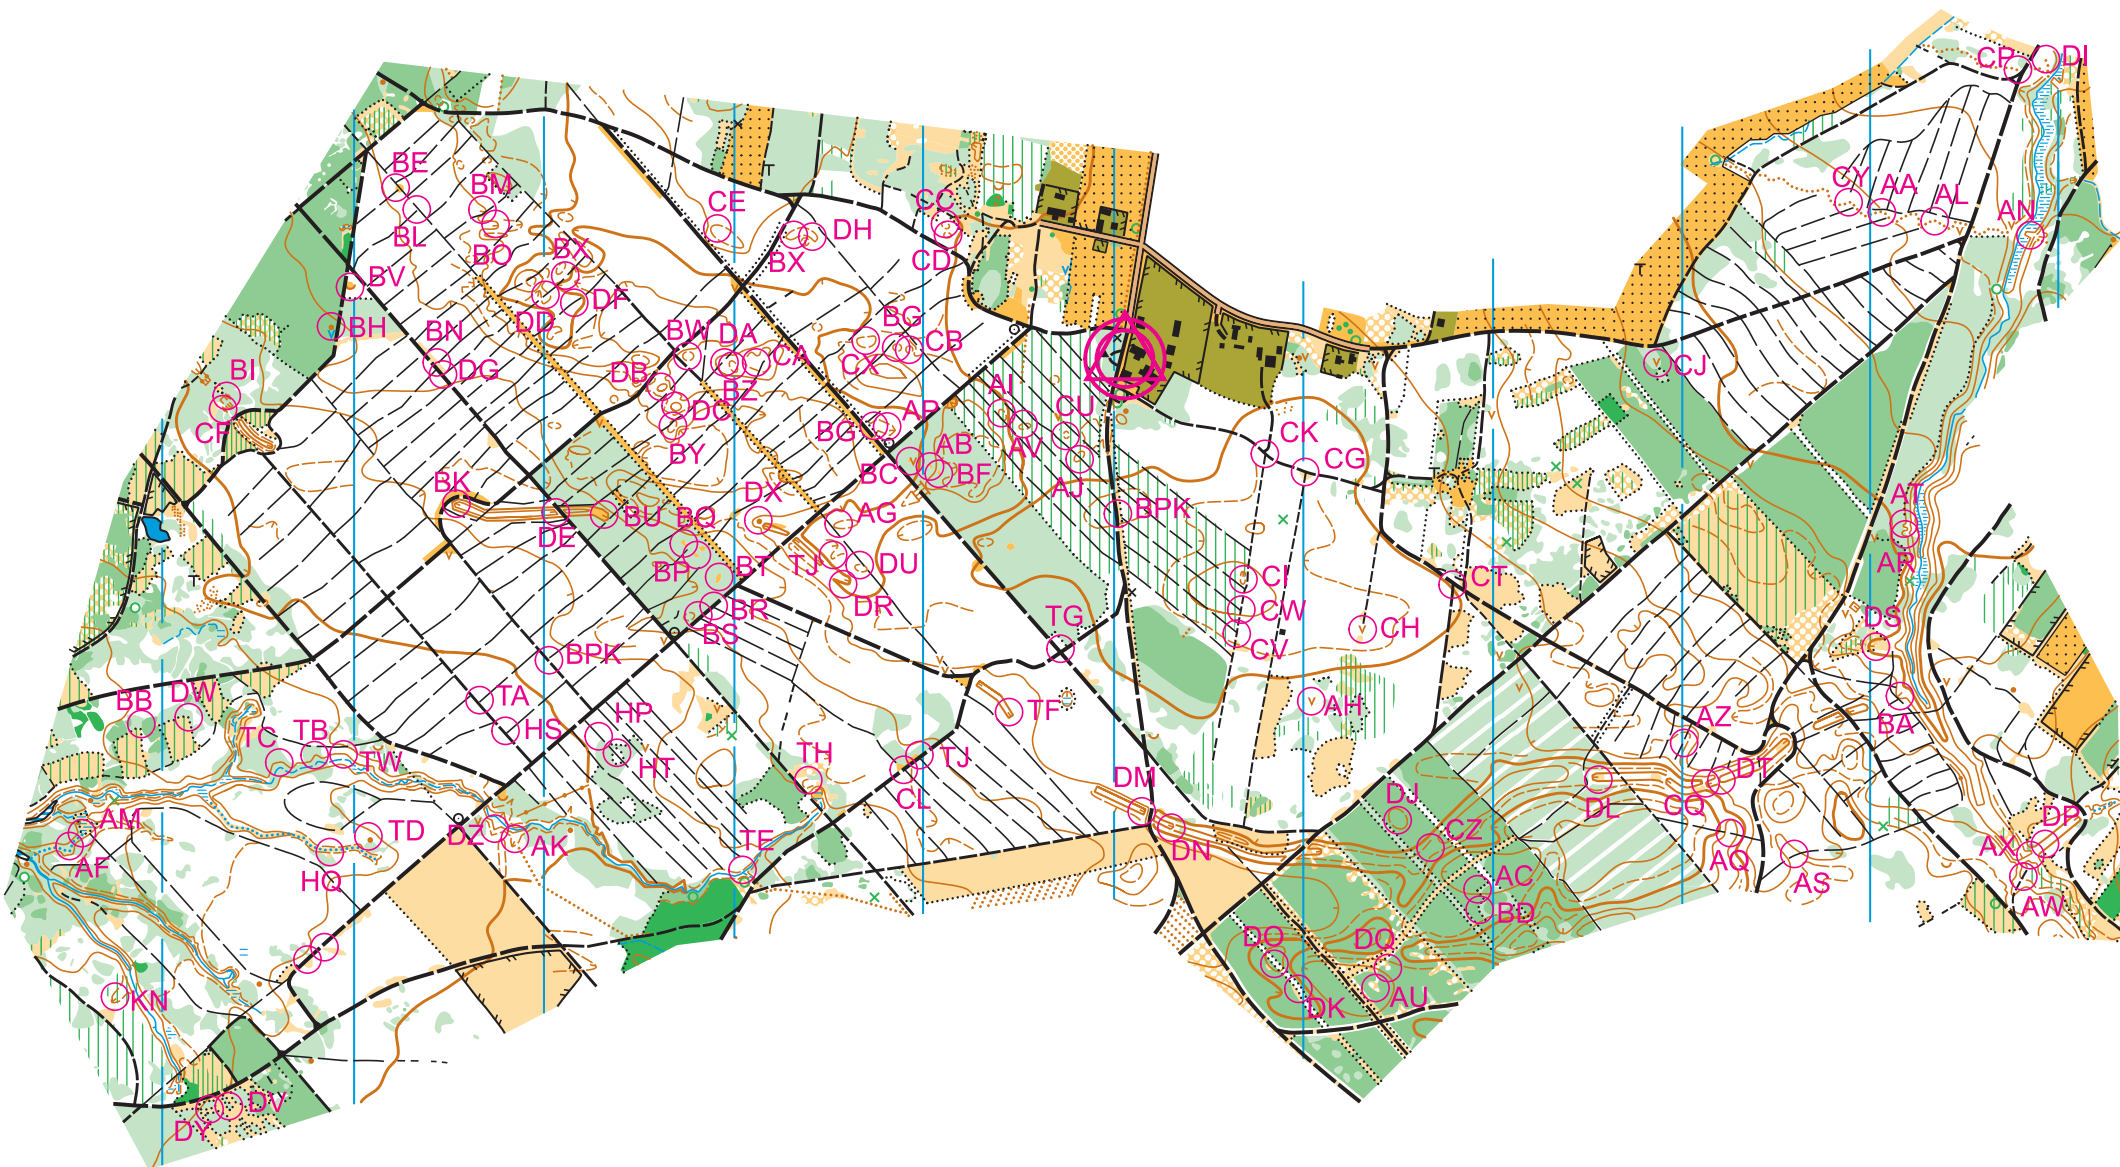 CP DI
BE BM CE CC CY AA AL AN
BL BO BX BX DH CD
BV DD DF
BH BN DG BW DA CA BG CB CJ
BI DB BZ CX
CF DC BG AP AI CU
BY BC AB BF AV CK CG
BK DX AJ
DE BU BQ AG BPK AT
BP BT TJ DU CI CT AR
BR DR CW
BS TG CV CH DS
BPK
BB DW TA HS HP TF AH AZ BA
TC TB TW HT TH TJ DT
CL DM DJ DL CQ
AM TD DZ AK DN CZ DP
AF HQ TE AQ AS AX
AC BD AW
DO DQ
KN DK AU
DV
DY